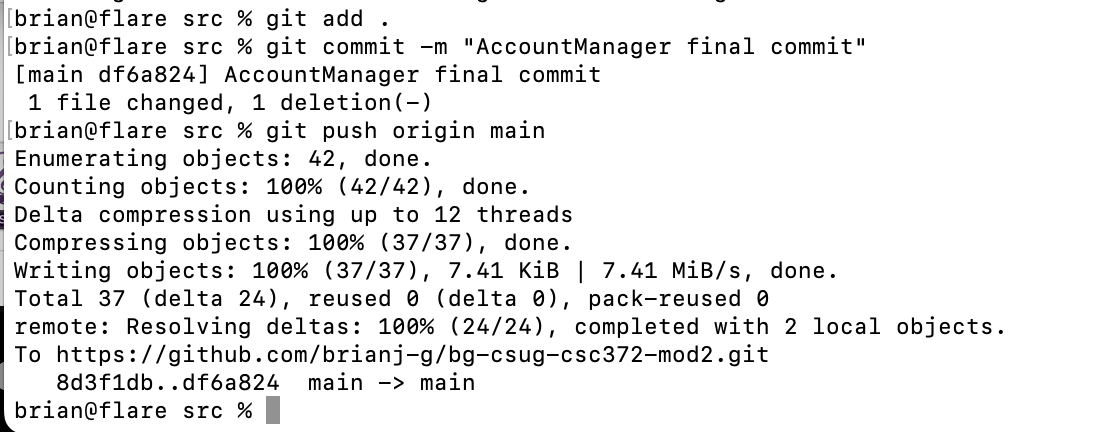 [brian@flare src % git add .
[brian@flare src % git commit -m "AccountManager final commit"
[main df6a824] AccountManager final commit
 1 file changed, 1 deletion(-)
[brian@flare src % git push origin main
Enumerating objects: 42, done.
Counting objects: 100% (42/42), done.
Delta compression using up to 12 threads
Compressing objects: 100% (37/37), done.
Writing objects: 100% (37/37), 7.41 KiB | 7.41 MiB/s, done.
Total 37 (delta 24), reused 0 (delta 0), pack-reused 0
remote: Resolving deltas: 100% (24/24), completed with 2 local objects.
To https://github.com/brianj-g/bg-csug-csc372-mod2.git
   8d3f1db..df6a824  main -> main
brian@flare src %